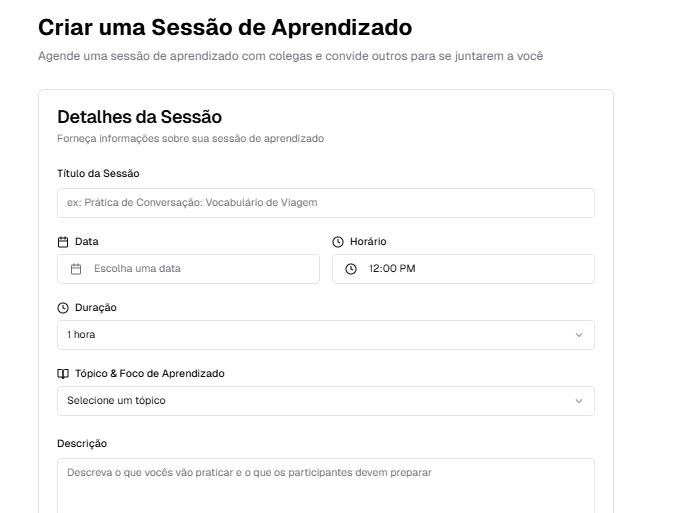 Criar uma Sessão de Aprendizado
Agende uma sessão de aprendizado com colegas e convide outros para se juntarem a você
Detalhes da Sessão
Forneça informações sobre sua sessão de aprendizado
Título da Sessão
ex: Prática de Conversação: Vocabulário de Viagem
Data
Horário
Escolha uma data
12:00 PM
Duração
1 hora
Tópico & Foco de Aprendizado
Selecione um tópico
Descrição
Descreva o que vocês vão praticar e o que os participantes devem preparar